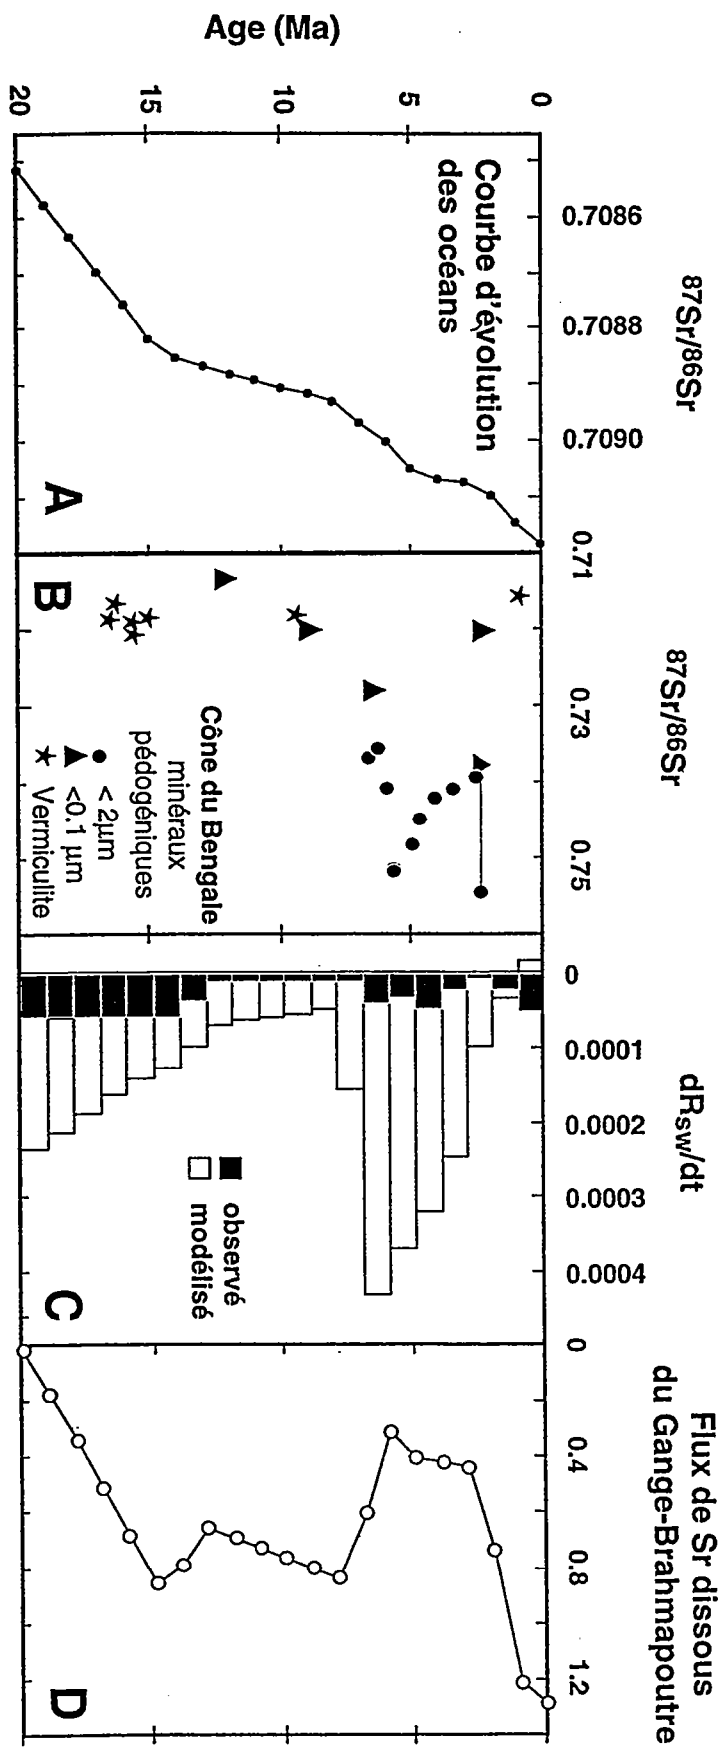 Age (Ma)
0
5
10
15
20
87Sr/86Sr
0.7086
0.7088
0.7090
Courbe d'évolution
des océans
A
87Sr/86Sr
0.71
0.73
0.75
Cône du Bengale
minéraux
pédogéniques
< 2µm
<0.1 µm
Vermiculite
B
dRsw/dt
0
0.0001
0.0002
0.0003
0.0004
observé
modélisé
C
Flux de Sr dissous
du Gange-Brahmapoutre
0
0.4
0.8
1.2
D